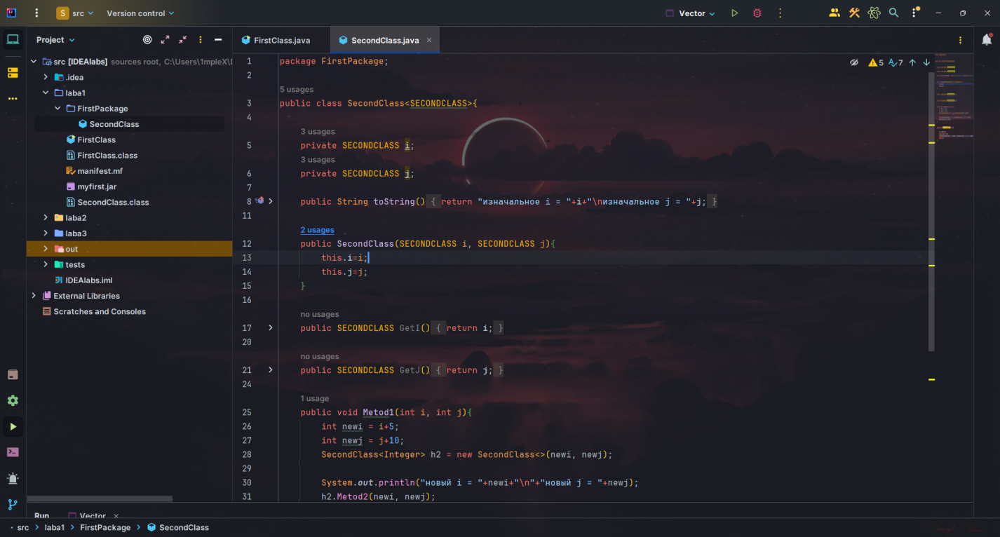 S src Version control Vector
Project
FirstClass.java SecondClass.java
src [IDEAlabs] sources root, C:\Users\1mpleX\
.idea
laba1
FirstPackage
SecondClass
FirstClass
FirstClass.class
manifest.mf
myfirst.jar
SecondClass.class
laba2
laba3
out
tests
IDEAlabs.iml
External Libraries
Scratches and Consoles
5 7
1 package FirstPackage;
2
5 usages
3 public class SecondClass<SECONDCLASS>{
4
3 usages
5 private SECONDCLASS i;
3 usages
6 private SECONDCLASS j;
7
8 public String toString() { return "изначальное i = "+i+"\nизначальное j = "+j; }
11
2 usages
12 public SecondClass(SECONDCLASS i, SECONDCLASS j){
13 this.i=i;
14 this.j=j;
15 }
16
no usages
17 public SECONDCLASS GetI() { return i; }
20
no usages
21 public SECONDCLASS GetJ() { return j; }
24
1 usage
25 public void Metod1(int i, int j){
26 int newi = i+5;
27 int newj = j+10;
28 SecondClass<Integer> h2 = new SecondClass<>(newi, newj);
29
30 System.out.println("новый i = "+newi+"\n"+"новый j = "+newj);
31 h2.Metod2(newi, newj);
Run Vector
src > laba1 > FirstPackage > SecondClass